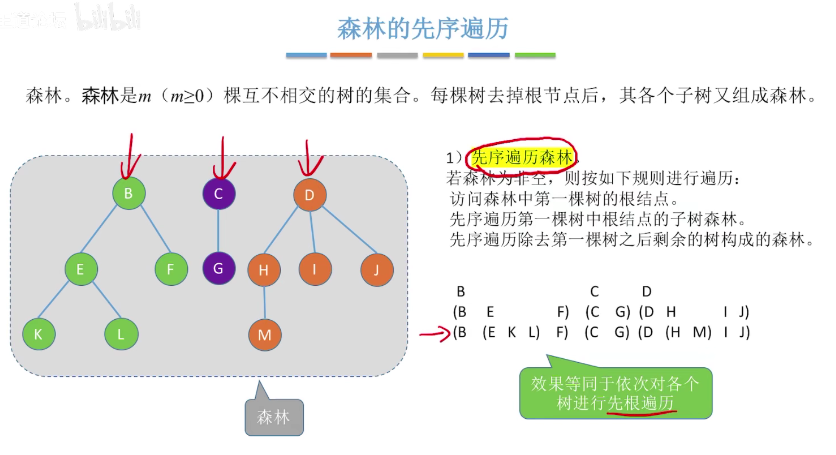 bilibili
森林的先序遍历
森林。森林是m（m≥0）棵互不相交的树的集合。每棵树去掉根节点后，其各个子树又组成森林。
1）先序遍历森林。
若森林为非空，则按如下规则进行遍历：
访问森林中第一棵树的根结点。
先序遍历第一棵树中根结点的子树森林。
先序遍历除去第一棵树之后剩余的树构成的森林。
B
C
D
E
F
G
H
I
J
K
L
M
B C D
(B E F) (C G) (D H I J)
(B (E K L) F) (C G) (D (H M) I J)
效果等同于依次对各个
树进行先根遍历
森林